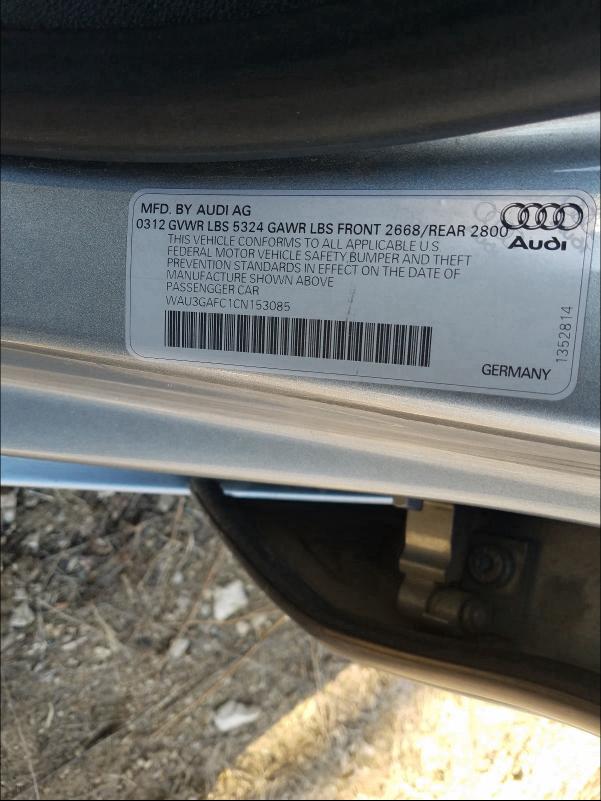 MFD. BY AUDI AG
0312 GVWR LBS 5324 GAWR LBS FRONT 2668/REAR 2800
Audi
THIS VEHICLE CONFORMS TO ALL APPLICABLE U.S
FEDERAL MOTOR VEHICLE SAFETY,BUMPER AND THEFT
PREVENTION STANDARDS IN EFFECT ON THE DATE OF
MANUFACTURE SHOWN ABOVE
PASSENGGER CAR
WAU3GAFC1CN153085
GERMANY
1352814